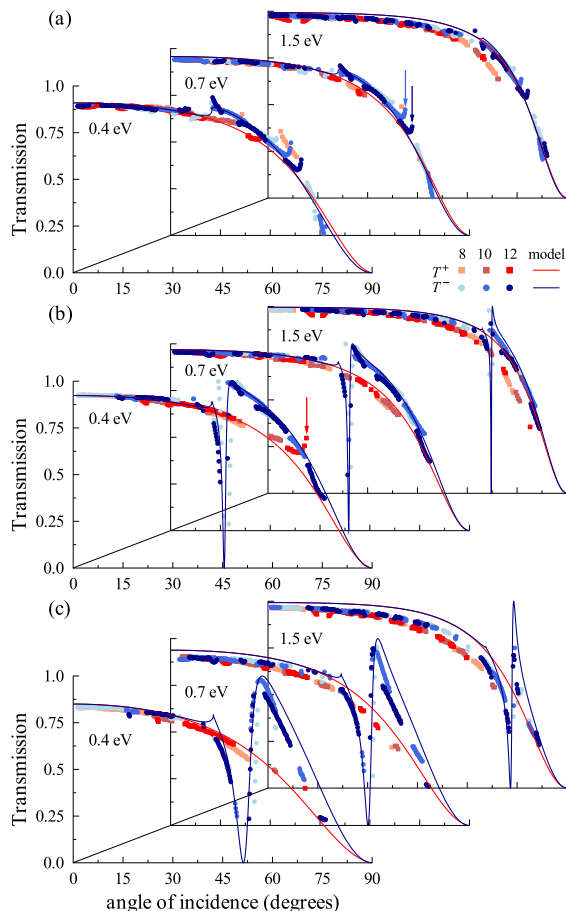 (a)
1.5 eV
0.7 eV
0.4 eV
1.0
0.75
0.5
0.25
0.0
Transmission
0 15 30 45 60 75 90
8 10 12 model
T+
T−
(b)
1.5 eV
0.7 eV
0.4 eV
1.0
0.75
0.5
0.25
0.0
Transmission
0 15 30 45 60 75 90
(c)
1.5 eV
0.7 eV
0.4 eV
1.0
0.75
0.5
0.25
0.0
Transmission
0 15 30 45 60 75 90
angle of incidence (degrees)